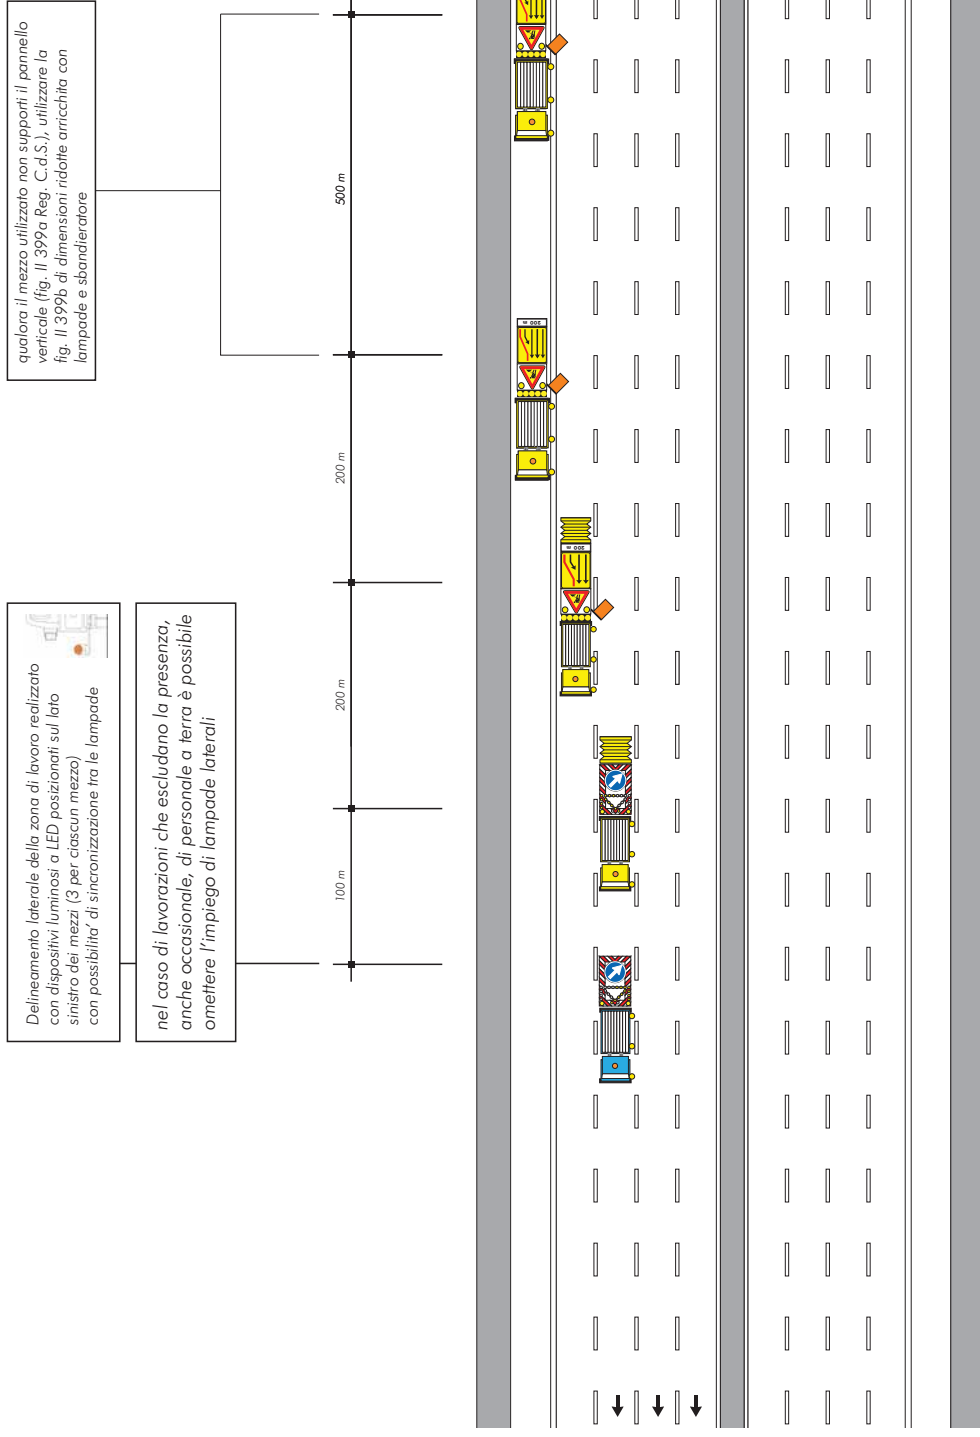 qualora il mezzo utilizzato non supporti il pannello
verticale (fig. II 399a Reg. C.d.S.), utilizzare la
fig. II 399b di dimensioni ridotte arricchita con
lampade e sbandieratore
500 m
200 m
200 m
100 m
Delineamento laterale della zona di lavoro realizzato
con dispositivi luminosi a LED posizionati sul lato
sinistro dei mezzi (3 per ciascun mezzo)
con possibilita' di sincronizzazione tra le lampade
nel caso di lavorazioni che escludano la presenza,
anche occasionale, di personale a terra è possibile
omettere l'impiego di lampade laterali
200 m
200 m